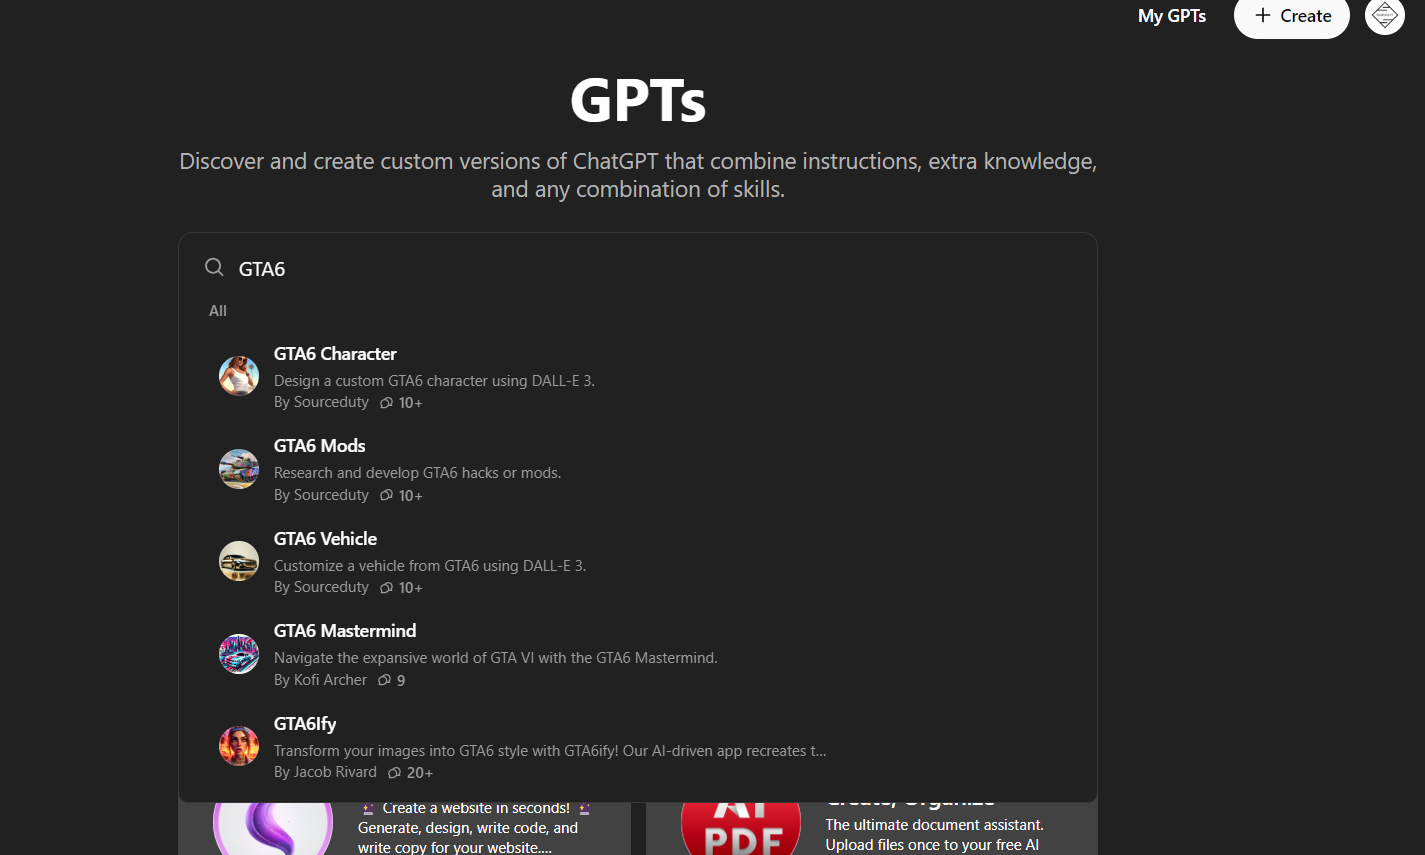 My GPTs
Create
GPTs
Discover and create custom versions of ChatGPT that combine instructions, extra knowledge,
and any combination of skills.
GTA6
All
GTA6 Character
Design a custom GTA6 character using DALL-E 3.
By Sourceduty 10+
GTA6 Mods
Research and develop GTA6 hacks or mods.
By Sourceduty 10+
GTA6 Vehicle
Customize a vehicle from GTA6 using DALL-E 3.
By Sourceduty 10+
GTA6 Mastermind
Navigate the expansive world of GTA VI with the GTA6 Mastermind.
By Kofi Archer 9
GTA6Ify
Transform your images into GTA6 style with GTA6ify! Our AI-driven app recreates t...
By Jacob Rivard 20+
Create a website in seconds!
Generate, design, write code, and
write copy for your website....
AI
PDF
Create, Organize
The ultimate document assistant.
Upload files once to your free AI